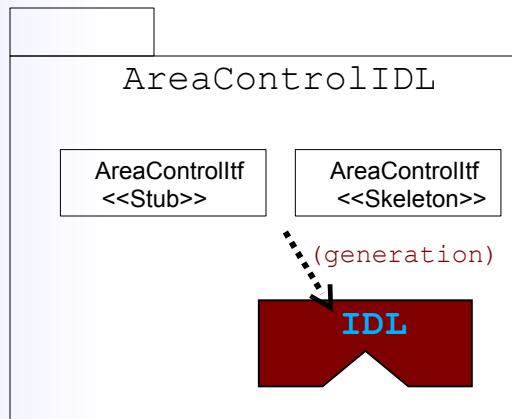 AreaControlIDL
AreaControlItf
<<Stub>>
AreaControlItf
<<Skeleton>>
(generation)
IDL